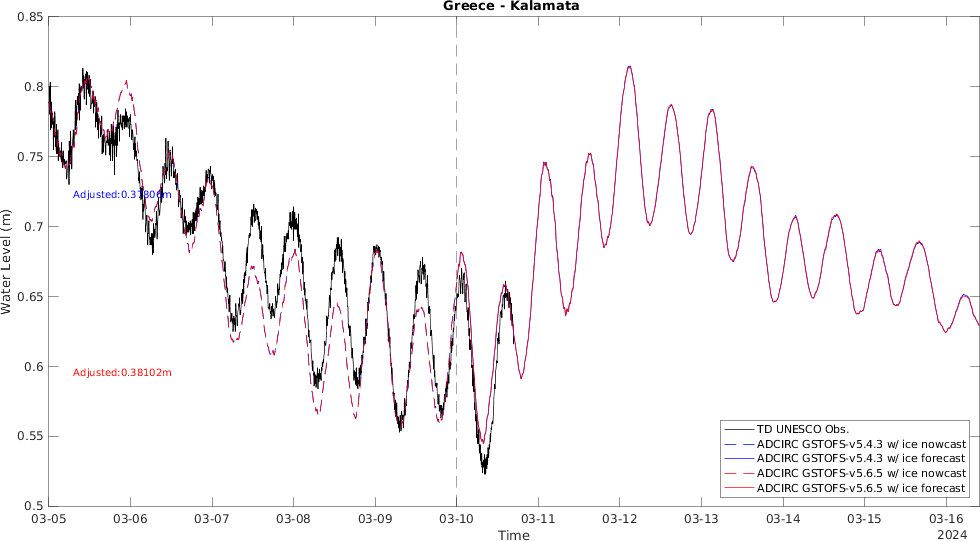 Greece - Kalamata
0.85
0.8
0.75
0.7
0.65
0.6
0.55
0.5
Water Level (m)
Adjusted:0.37806m
Adjusted:0.38102m
TD UNESCO Obs.
ADCIRC GSTOFS-v5.4.3 w/ ice nowcast
ADCIRC GSTOFS-v5.4.3 w/ ice forecast
ADCIRC GSTOFS-v5.6.5 w/ ice nowcast
ADCIRC GSTOFS-v5.6.5 w/ ice forecast
03-05 03-06 03-07 03-08 03-09 03-10 03-11 03-12 03-13 03-14 03-15 03-16
Time
2024